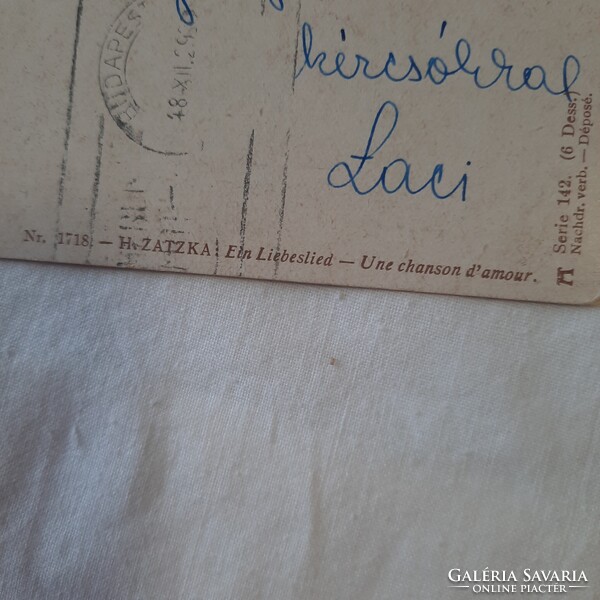 BUDAPEST
48.XII.
kércsókkal
Laci
Nr. 1718 — H. ZATZKA: Ein Liebeslied — Une chanson d'amour.
Serie 142. (6 Dess.)
Nachdr. verb. — Déposé.
GALÉRIA SAVARIA
ONLINE PIACTÉR